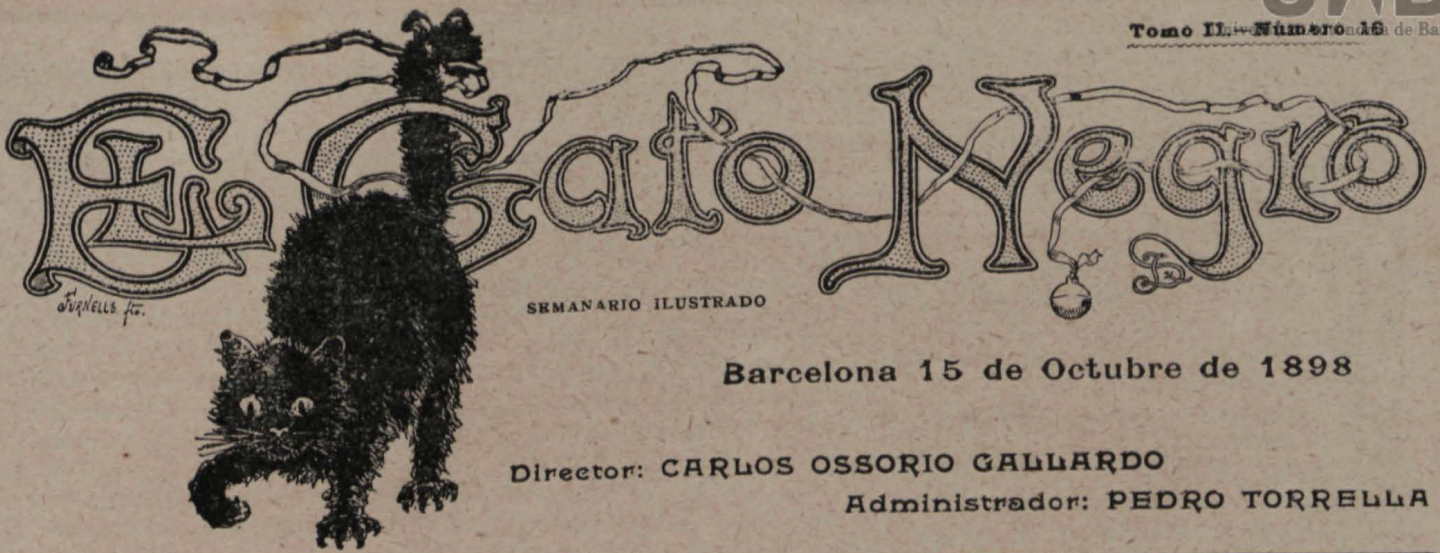 Tomo II.—Número 16
El Gato Negro
SEMANARIO ILUSTRADO
Barcelona 15 de Octubre de 1898
Director: CARLOS OSSORIO GALLARDO
Administrador: PEDRO TORRELLA